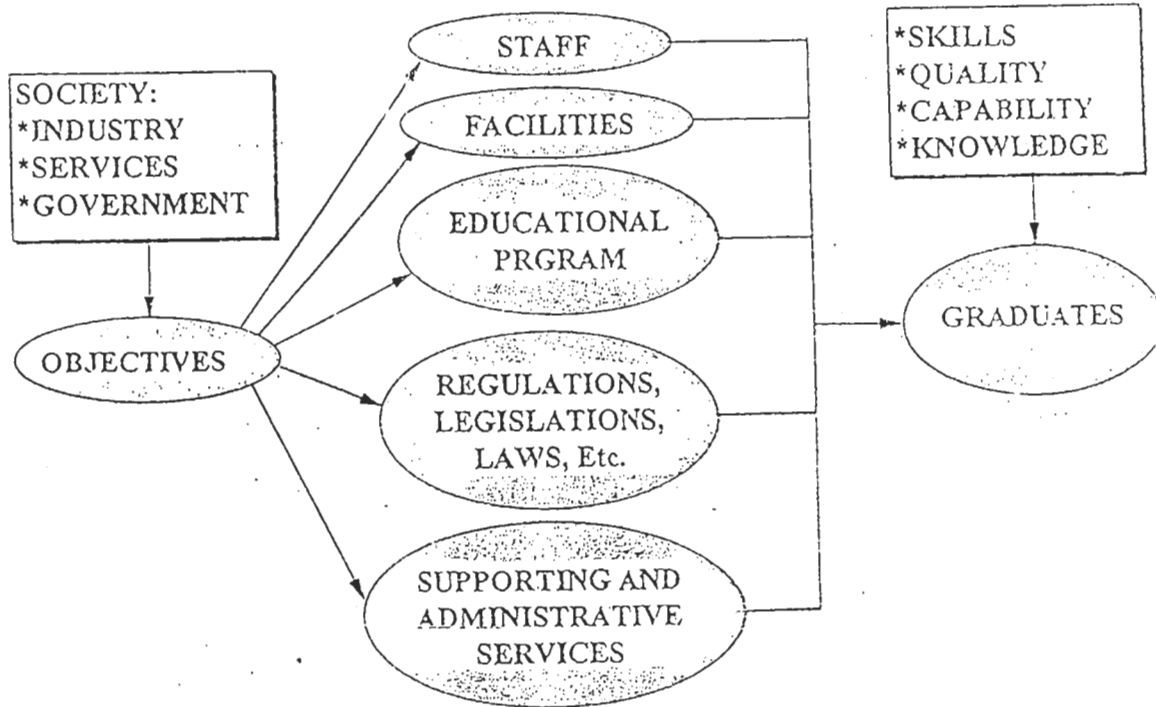 SOCIETY:
*INDUSTRY
*SERVICES
*GOVERNMENT
OBJECTIVES
STAFF
FACILITIES
EDUCATIONAL
PRGRAM
REGULATIONS,
LEGISLATIONS,
LAWS, Etc.
SUPPORTING AND
ADMINISTRATIVE
SERVICES
*SKILLS
*QUALITY
*CAPABILITY
*KNOWLEDGE
GRADUATES